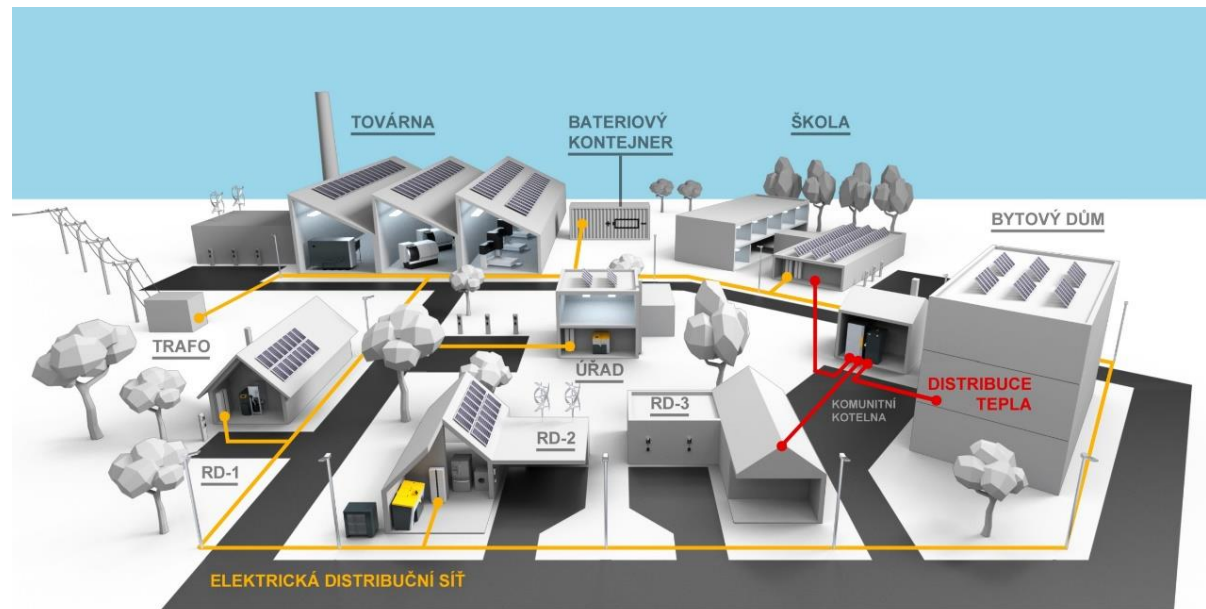 TOVÁRNA
BATERIOVÝ
KONTEJNER
ŠKOLA
BYTOVÝ DŮM
TRAFO
ÚŘAD
DISTRIBUCE
TEPLA
KOMUNITNÍ
KOTELNA
RD-3
RD-2
RD-1
ELEKTRICKÁ DISTRIBUČNÍ SÍŤ